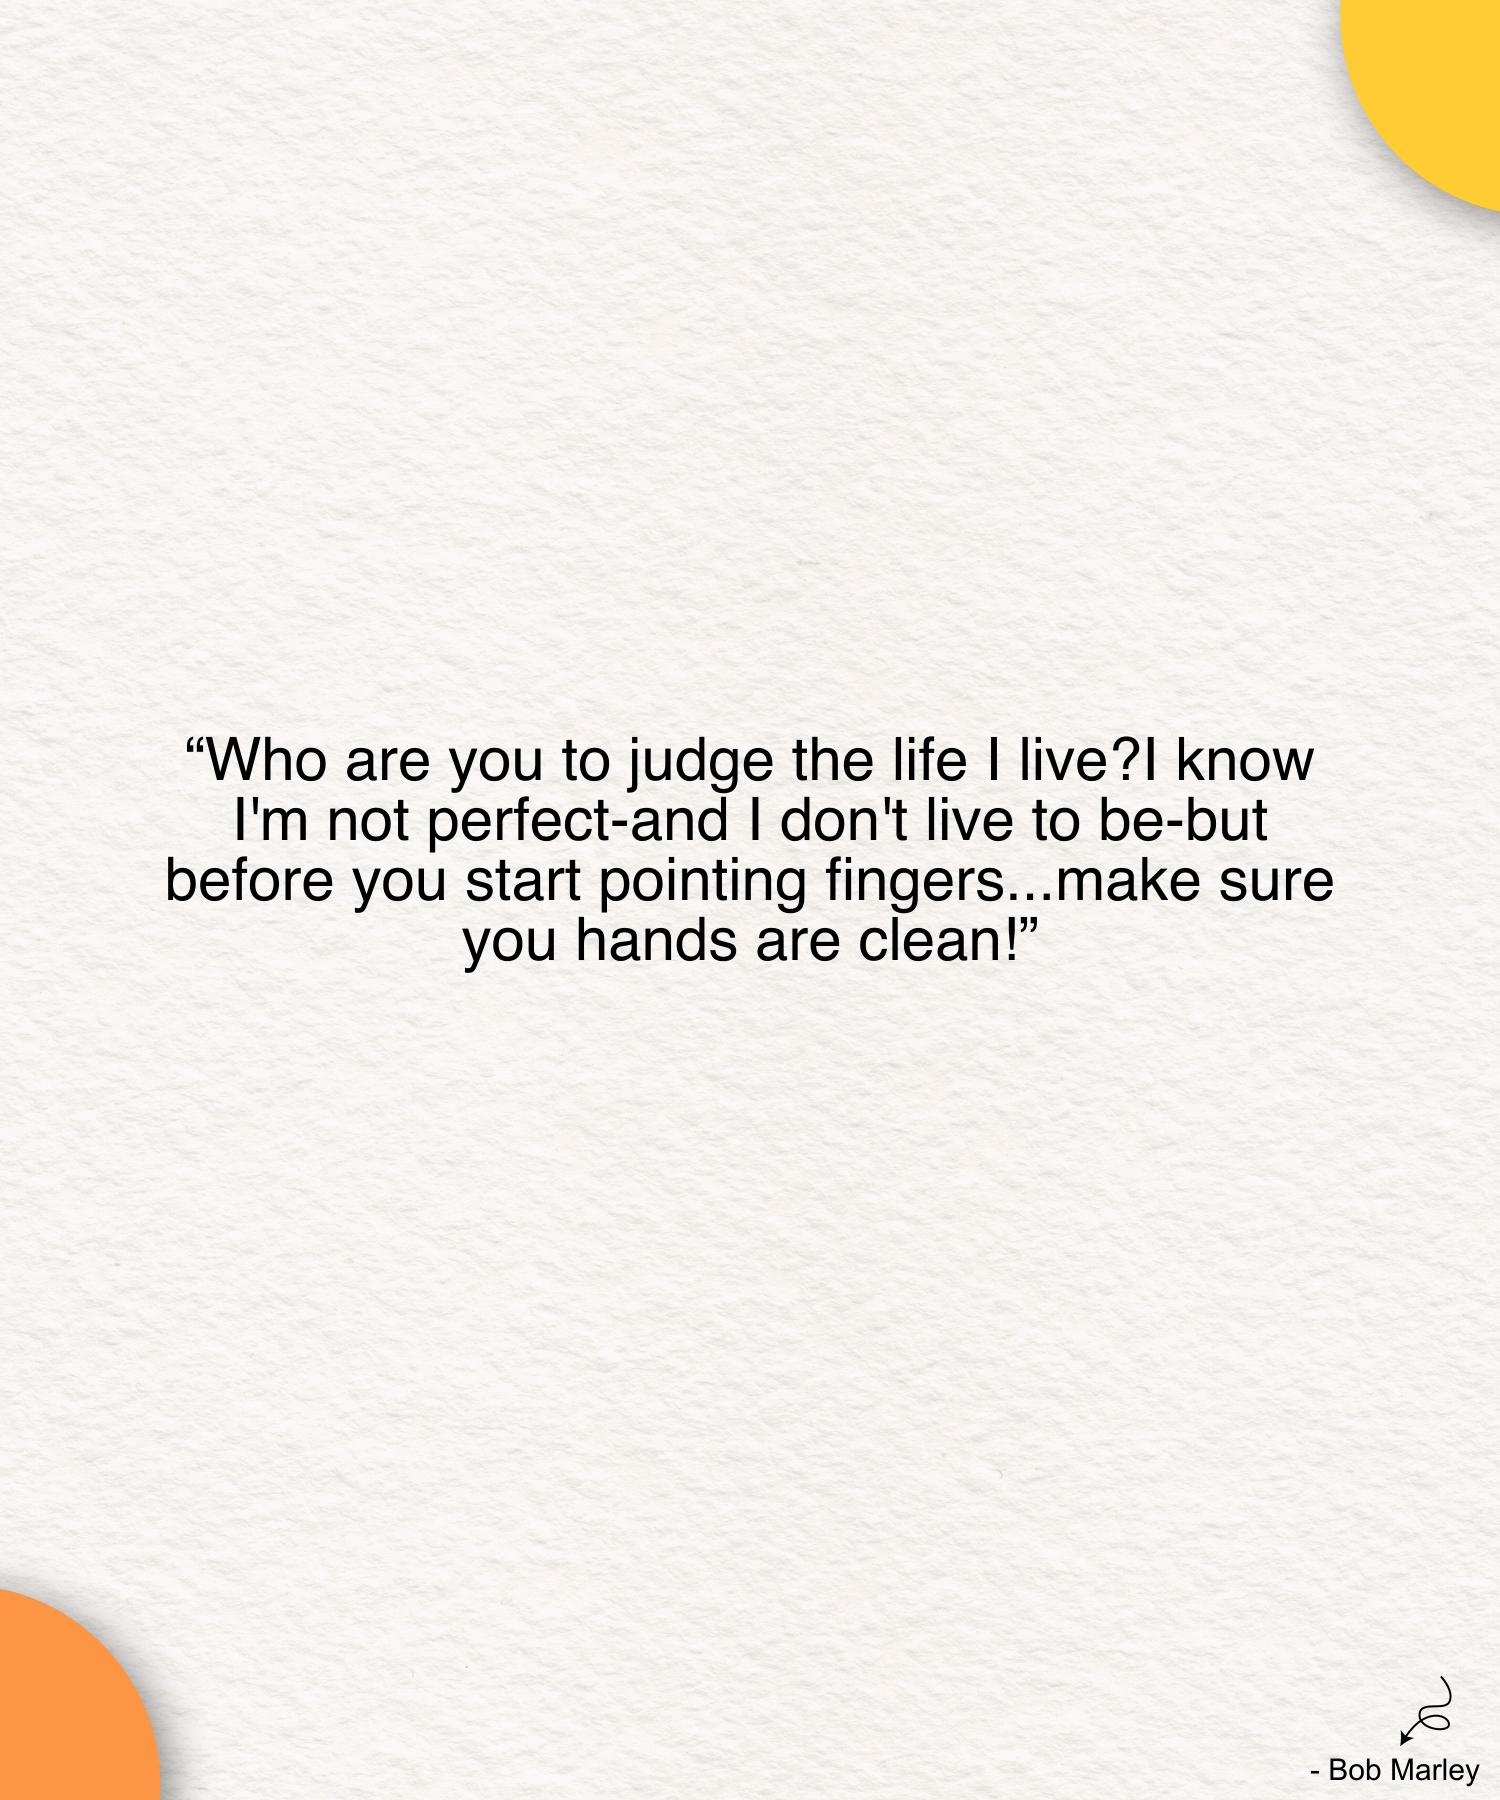 “Who are you to judge the life I live?I know
I'm not perfect-and I don't live to be-but
before you start pointing fingers...make sure
you hands are clean!”
- Bob Marley